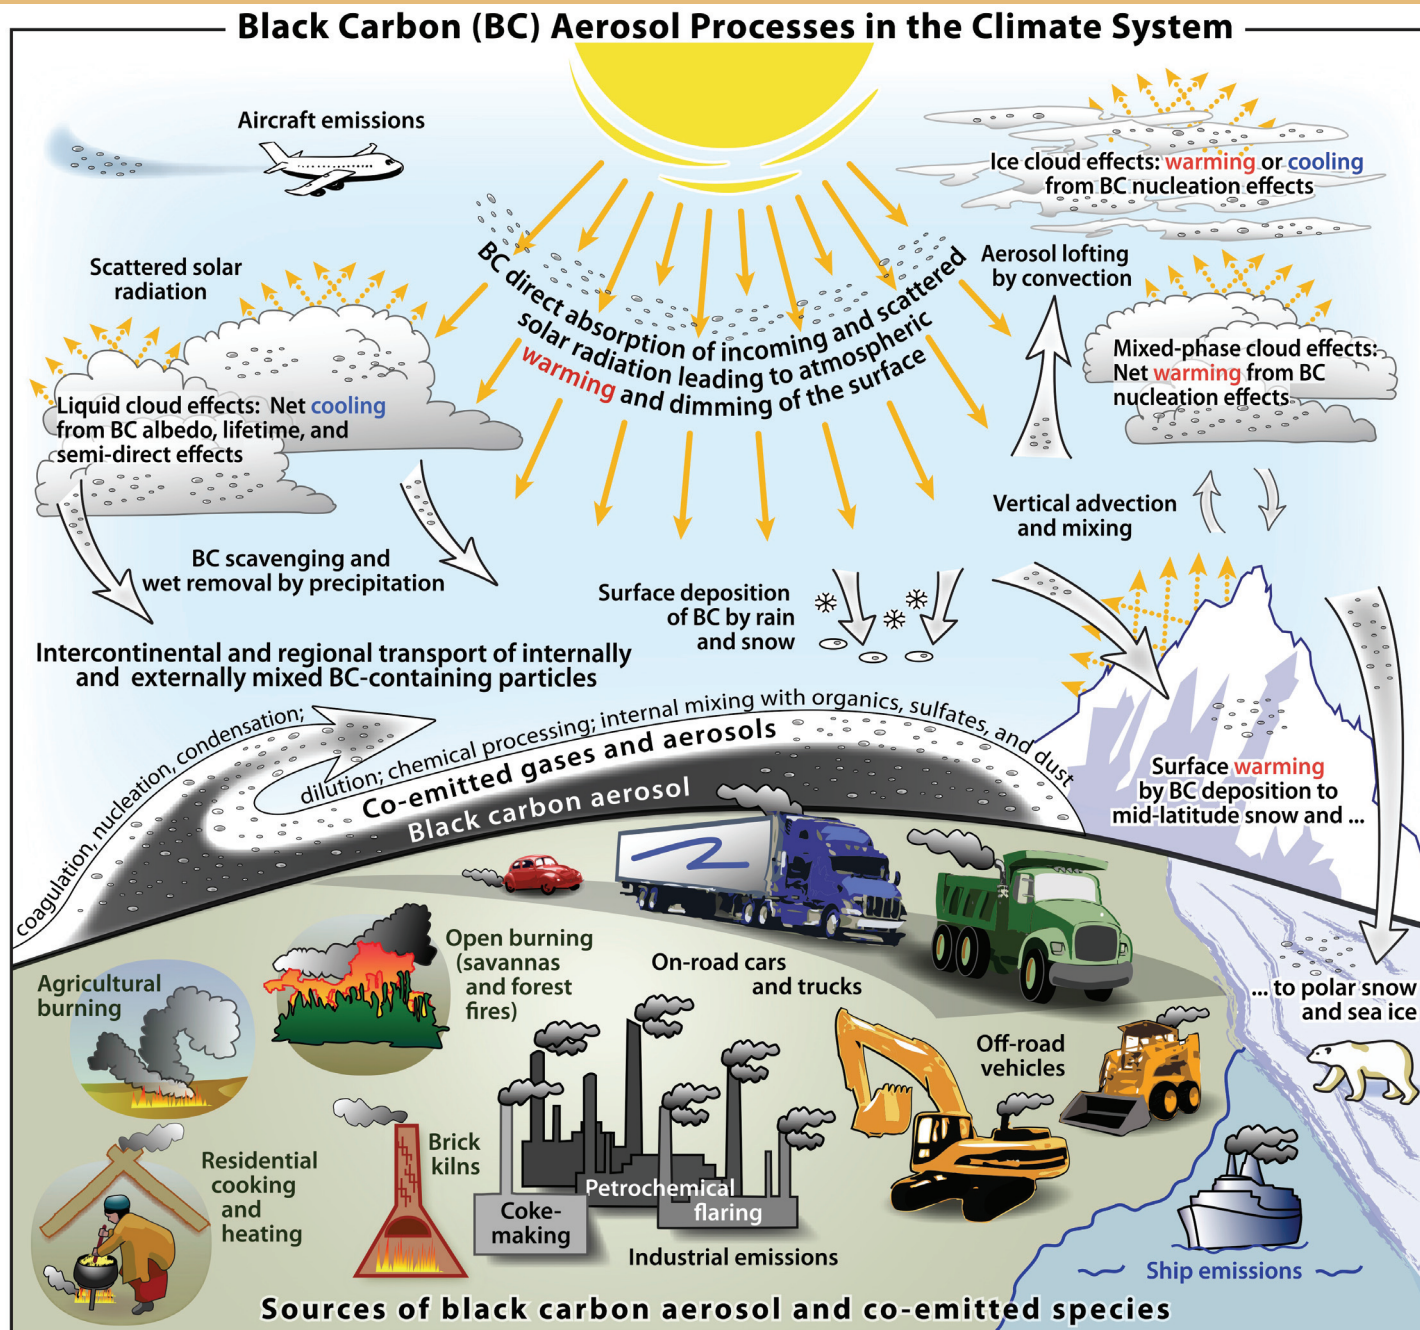 Black Carbon (BC) Aerosol Processes in the Climate System
Aircraft emissions
Ice cloud effects: warming or cooling
from BC nucleation effects
Scattered solar
radiation
BC direct absorption of incoming and scattered
solar radiation leading to atmospheric
warming and dimming of the surface
Aerosol lofting
by convection
Mixed-phase cloud effects:
Net warming from BC
nucleation effects
Liquid cloud effects: Net cooling
from BC albedo, lifetime, and
semi-direct effects
Vertical advection
and mixing
BC scavenging and
wet removal by precipitation
Surface deposition
of BC by rain
and snow
Intercontinental and regional transport of internally
and externally mixed BC-containing particles
coagulation, nucleation, condensation;
dilution; chemical processing; internal mixing with organics, sulfates, and dust
Co-emitted gases and aerosols
Black carbon aerosol
Surface warming
by BC deposition to
mid-latitude snow and ...
... to polar snow
and sea ice
Agricultural
burning
Open burning
(savannas
and forest
fires)
On-road cars
and trucks
Off-road
vehicles
Residential
cooking
and
heating
Brick
kilns
Coke-
making
Petrochemical
flaring
Industrial emissions
Ship emissions
Sources of black carbon aerosol and co-emitted species